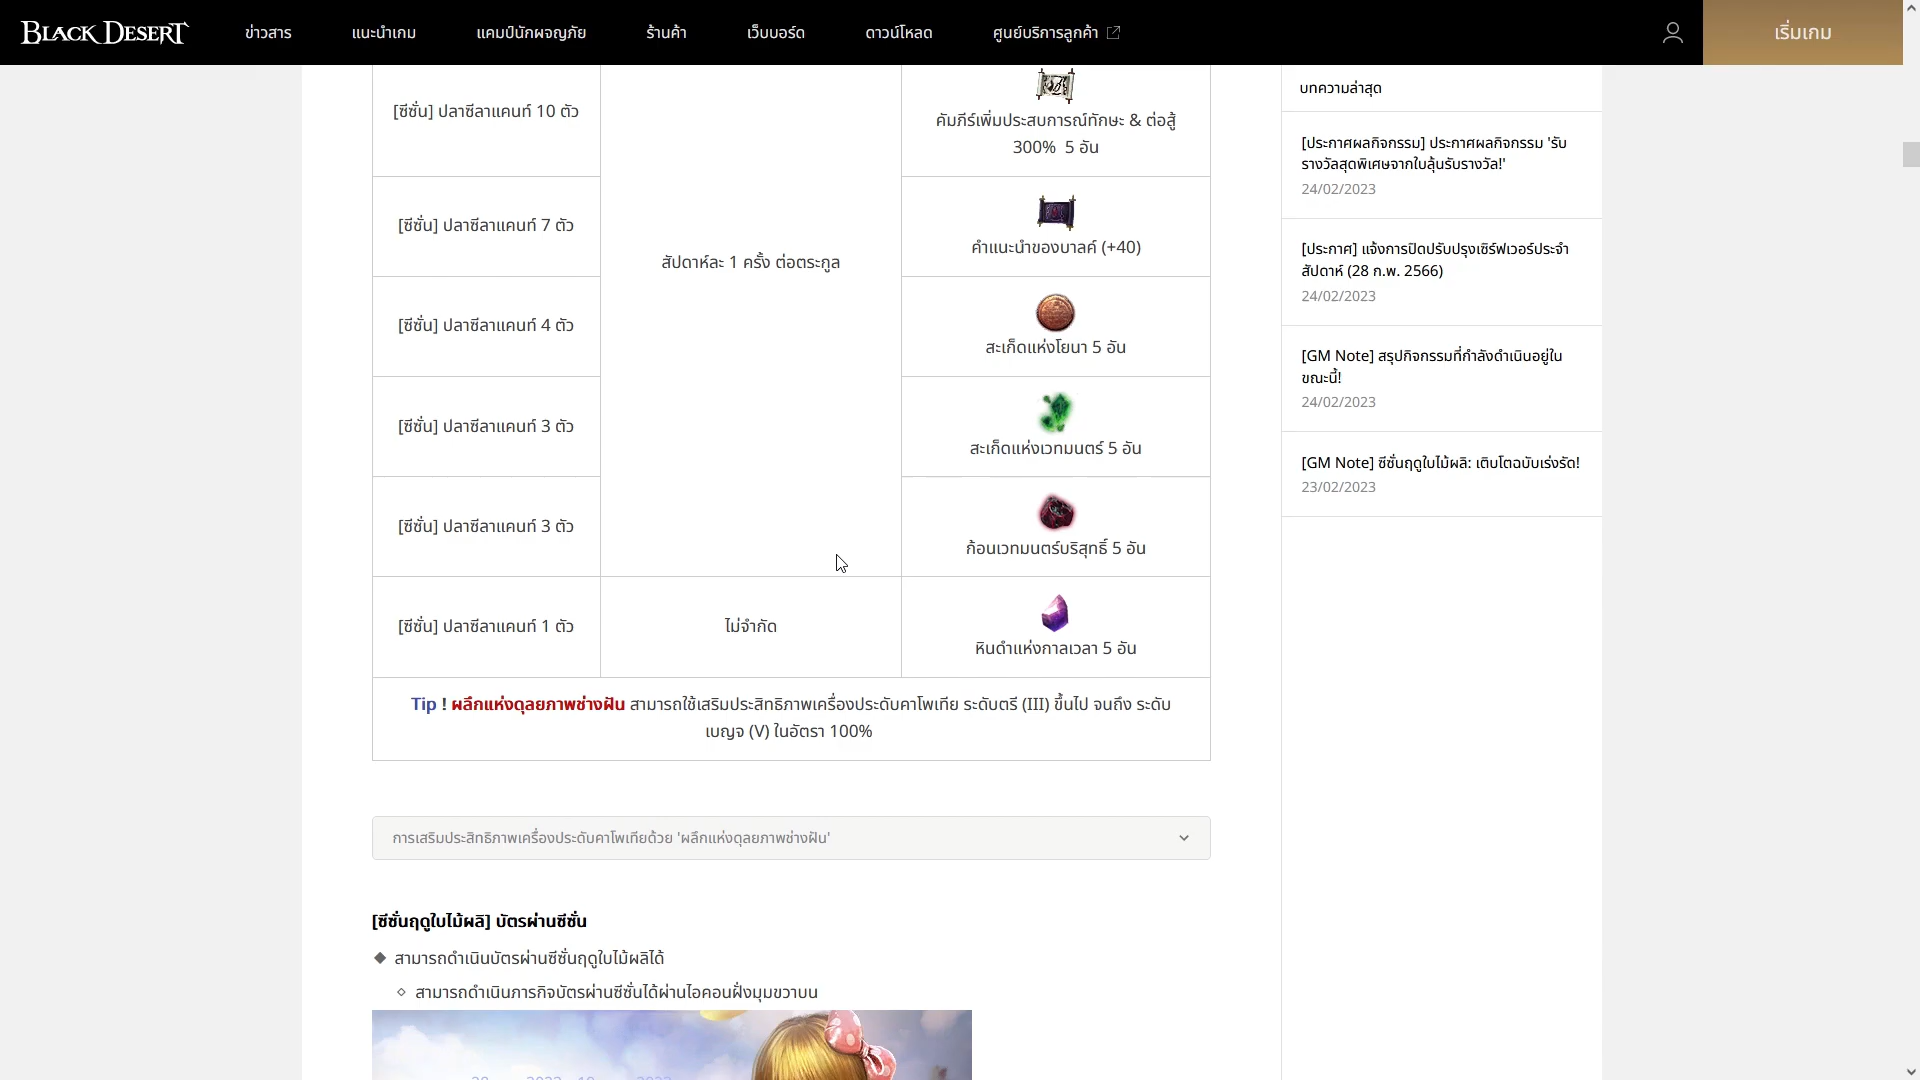 BLACK DESERT
ข่าวสาร
แนะนำเกม
แคมป์นักผจญภัย
ร้านค้า
เว็บบอร์ด
ดาวน์โหลด
ศูนย์บริการลูกค้า
เริ่มเกม
[ซีซั่น] ปลาซีลาแคนท์ 10 ตัว
คัมภีร์เพิ่มประสบการณ์ทักษะ & ต่อสู้
300% 5 อัน
[ซีซั่น] ปลาซีลาแคนท์ 7 ตัว
สัปดาห์ละ 1 ครั้ง ต่อตระกูล
คำแนะนำของบาลค์ (+40)
[ซีซั่น] ปลาซีลาแคนท์ 4 ตัว
สะเก็ดแห่งโยนา 5 อัน
[ซีซั่น] ปลาซีลาแคนท์ 3 ตัว
สะเก็ดแห่งเวทมนตร์ 5 อัน
[ซีซั่น] ปลาซีลาแคนท์ 3 ตัว
ก้อนเวทมนตร์บริสุทธิ์ 5 อัน
[ซีซั่น] ปลาซีลาแคนท์ 1 ตัว
ไม่จำกัด
หินดำแห่งกาลเวลา 5 อัน
Tip ! ผลึกแห่งดุลยภาพช่างฝัน สามารถใช้เสริมประสิทธิภาพเครื่องประดับคาโพเทีย ระดับตรี (III) ขึ้นไป จนถึง ระดับ
เบญจ (V) ในอัตรา 100%
การเสริมประสิทธิภาพเครื่องประดับคาโพเทียด้วย 'ผลึกแห่งดุลยภาพช่างฝัน'
[ซีซั่นฤดูใบไม้ผลิ] บัตรผ่านซีซั่น
สามารถดำเนินบัตรผ่านซีซั่นฤดูใบไม้ผลิได้
สามารถดำเนินภารกิจบัตรผ่านซีซั่นได้ผ่านไอคอนฝั่งมุมขวาบน
บทความล่าสุด
[ประกาศผลกิจกรรม] ประกาศผลกิจกรรม 'รับ
รางวัลสุดพิเศษจากใบลุ้นรับรางวัล!'
24/02/2023
[ประกาศ] แจ้งการปิดปรับปรุงเซิร์ฟเวอร์ประจำ
สัปดาห์ (28 ก.พ. 2566)
24/02/2023
[GM Note] สรุปกิจกรรมที่กำลังดำเนินอยู่ใน
ขณะนี้!
24/02/2023
[GM Note] ซีซั่นฤดูใบไม้ผลิ: เติบโตฉบับเร่งรัด!
23/02/2023